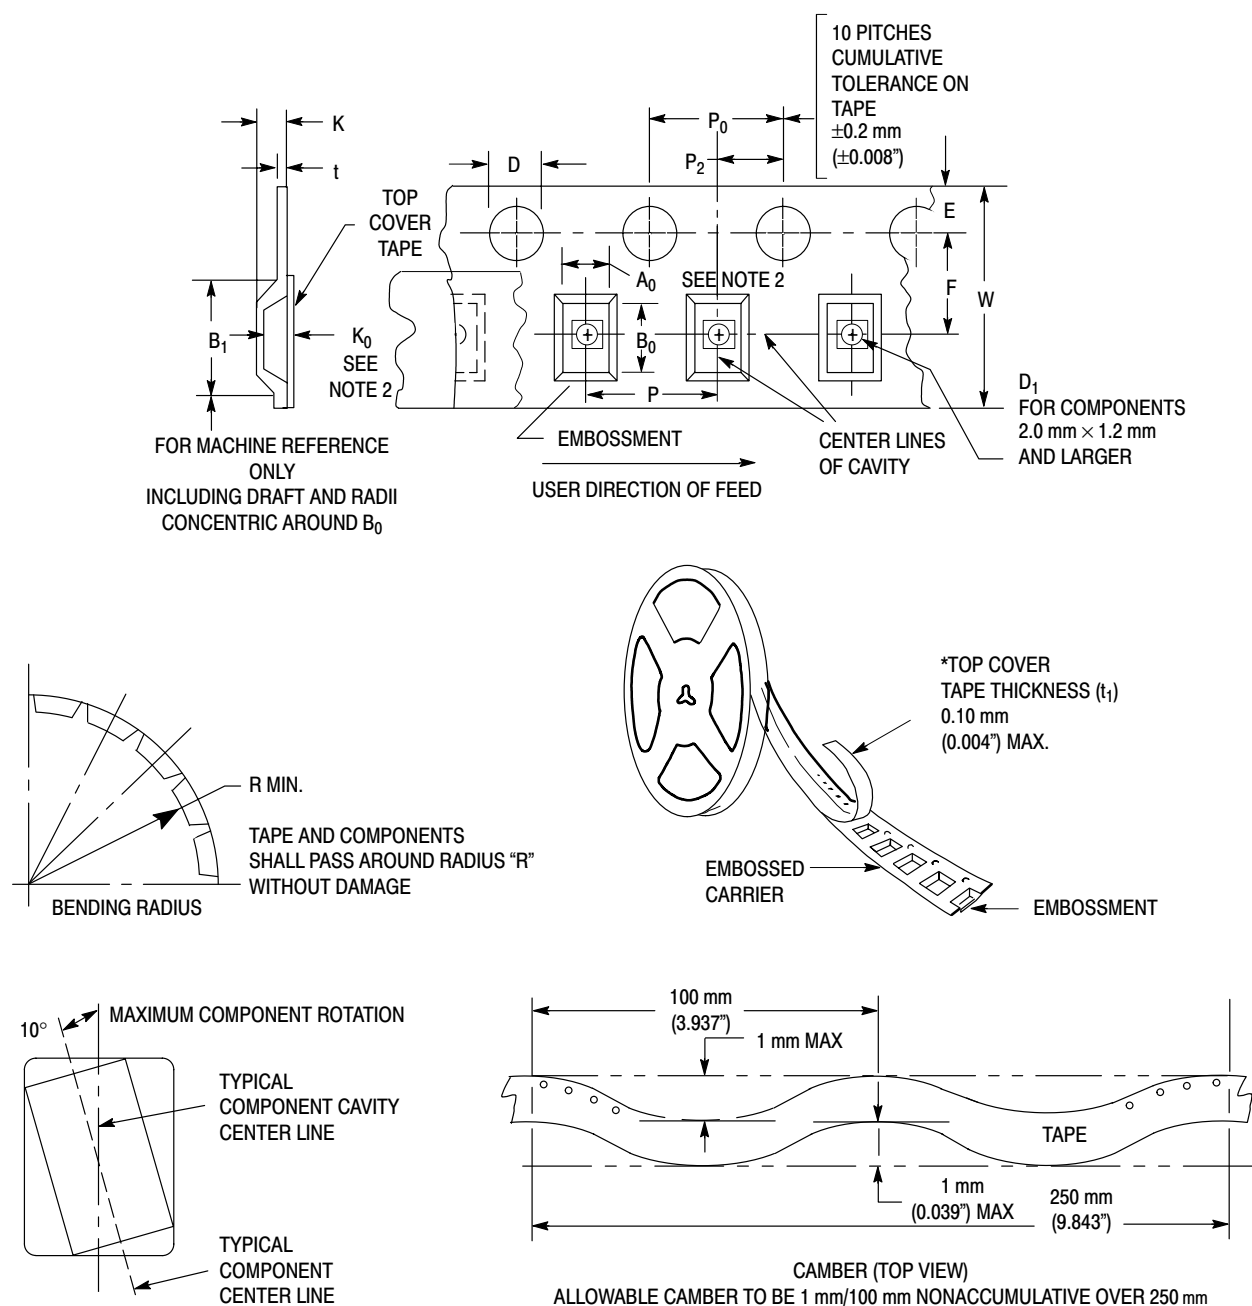 10 PITCHES
CUMULATIVE
TOLERANCE ON
TAPE
±0.2 mm
(±0.008”)
K
t
TOP
COVER
TAPE
B1
K0
SEE
NOTE 2
D
P0
P2
E
F
W
A0
SEE NOTE 2
B0
P
EMBOSSMENT
CENTER LINES
OF CAVITY
D1
FOR COMPONENTS
2.0 mm × 1.2 mm
AND LARGER
USER DIRECTION OF FEED
FOR MACHINE REFERENCE
ONLY
INCLUDING DRAFT AND RADII
CONCENTRIC AROUND B0
R MIN.
TAPE AND COMPONENTS
SHALL PASS AROUND RADIUS “R”
WITHOUT DAMAGE
BENDING RADIUS
*TOP COVER
TAPE THICKNESS (t1)
0.10 mm
(0.004”) MAX.
EMBOSSED
CARRIER
EMBOSSMENT
10°
MAXIMUM COMPONENT ROTATION
TYPICAL
COMPONENT CAVITY
CENTER LINE
TYPICAL
COMPONENT
CENTER LINE
100 mm
(3.937”)
1 mm MAX
TAPE
1 mm
(0.039”) MAX
250 mm
(9.843”)
CAMBER (TOP VIEW)
ALLOWABLE CAMBER TO BE 1 mm/100 mm NONACCUMULATIVE OVER 250 mm